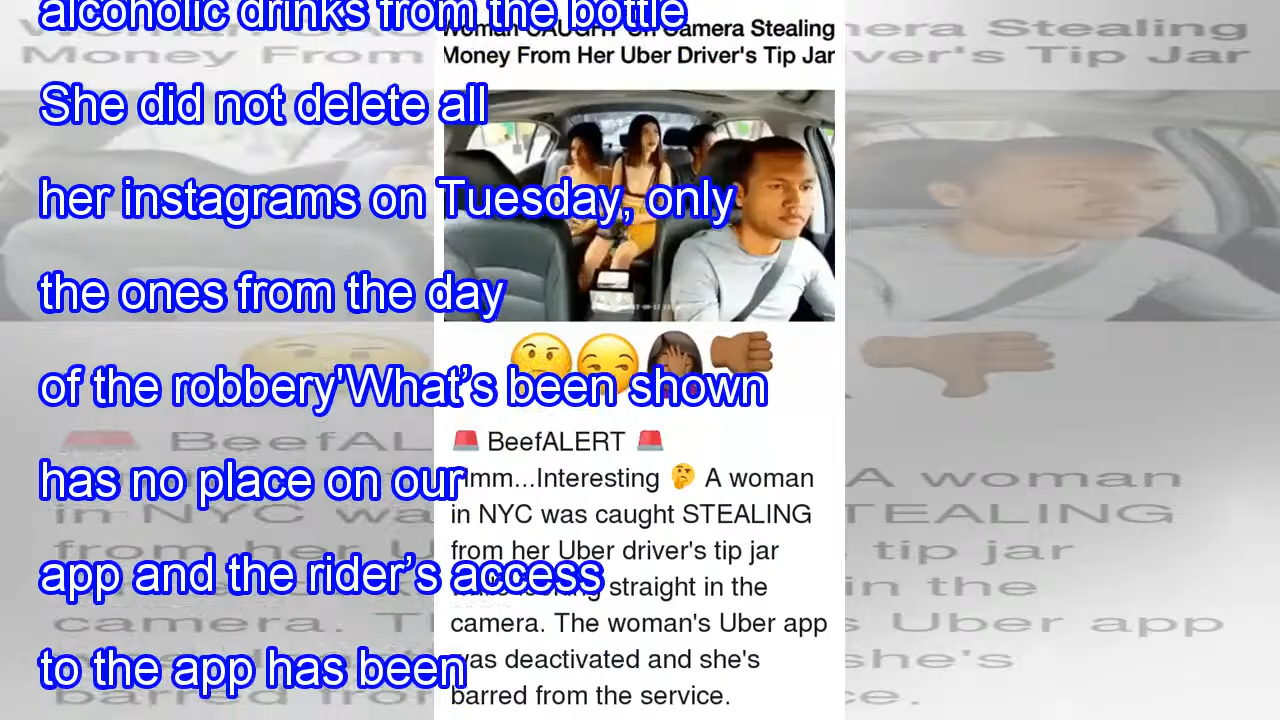 alcoholic drinks from the bottle
She did not delete all
her instagrams on Tuesday, only
the ones from the day
of the robbery'What’s been shown
has no place on our
app and the rider’s access
to the app has been
Woman CAUGHT on Camera Stealing
Money From Her Uber Driver's Tip Jar
BeefALERT
Hmm...Interesting A woman
in NYC was caught STEALING
from her Uber driver's tip jar
straight in the
camera. The woman's Uber app
was deactivated and she's
barred from the service.